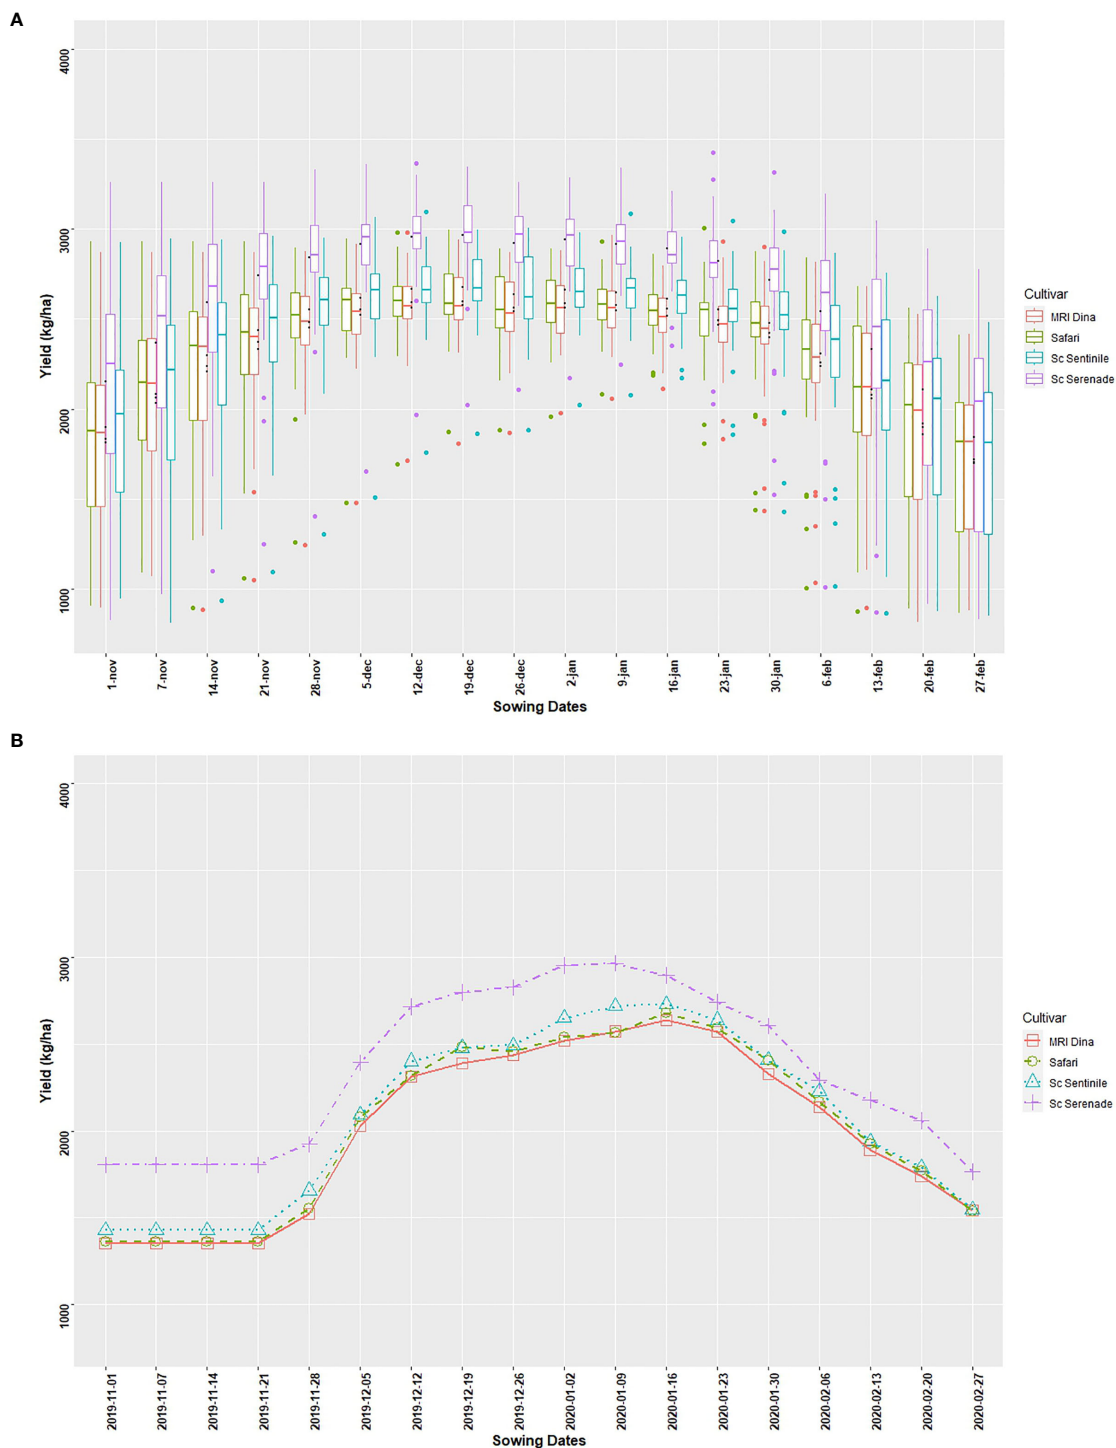 A
4000
3000
2000
1000
Yield (kg/ha)
1-nov
7-nov
14-nov
21-nov
28-nov
5-dec
12-dec
19-dec
26-dec
2-jan
9-jan
16-jan
23-jan
30-jan
6-feb
13-feb
20-feb
27-feb
Sowing Dates
Cultivar
MRI Dina
Safari
Sc Sentinile
Sc Serenade
B
4000
3000
2000
1000
Yield (kg/ha)
2019-11-01
2019-11-07
2019-11-14
2019-11-21
2019-11-28
2019-12-05
2019-12-12
2019-12-19
2019-12-26
2020-01-02
2020-01-09
2020-01-16
2020-01-23
2020-01-30
2020-02-06
2020-02-13
2020-02-20
2020-02-27
Sowing Dates
Cultivar
MRI Dina
Safari
Sc Sentinile
Sc Serenade